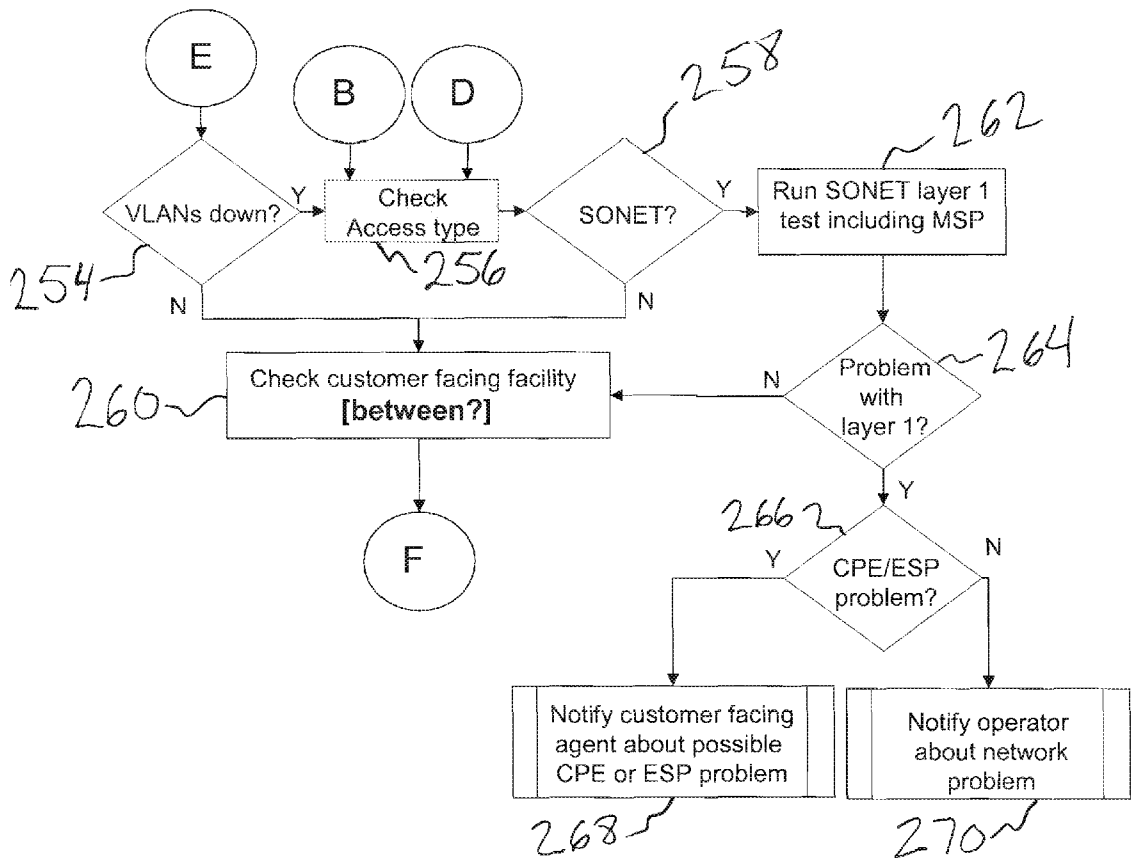 E
B
D
258
262
VLANs down?
Y
Check
Access type
SONET?
Y
Run SONET layer 1
test including MSP
254
256
N
N
264
260
Check customer facing facility
[between?]
N
Problem
with
layer 1?
Y
266
F
Y
CPE/ESP
problem?
N
Notify customer facing
agent about possible
CPE or ESP problem
Notify operator
about network
problem
268
270